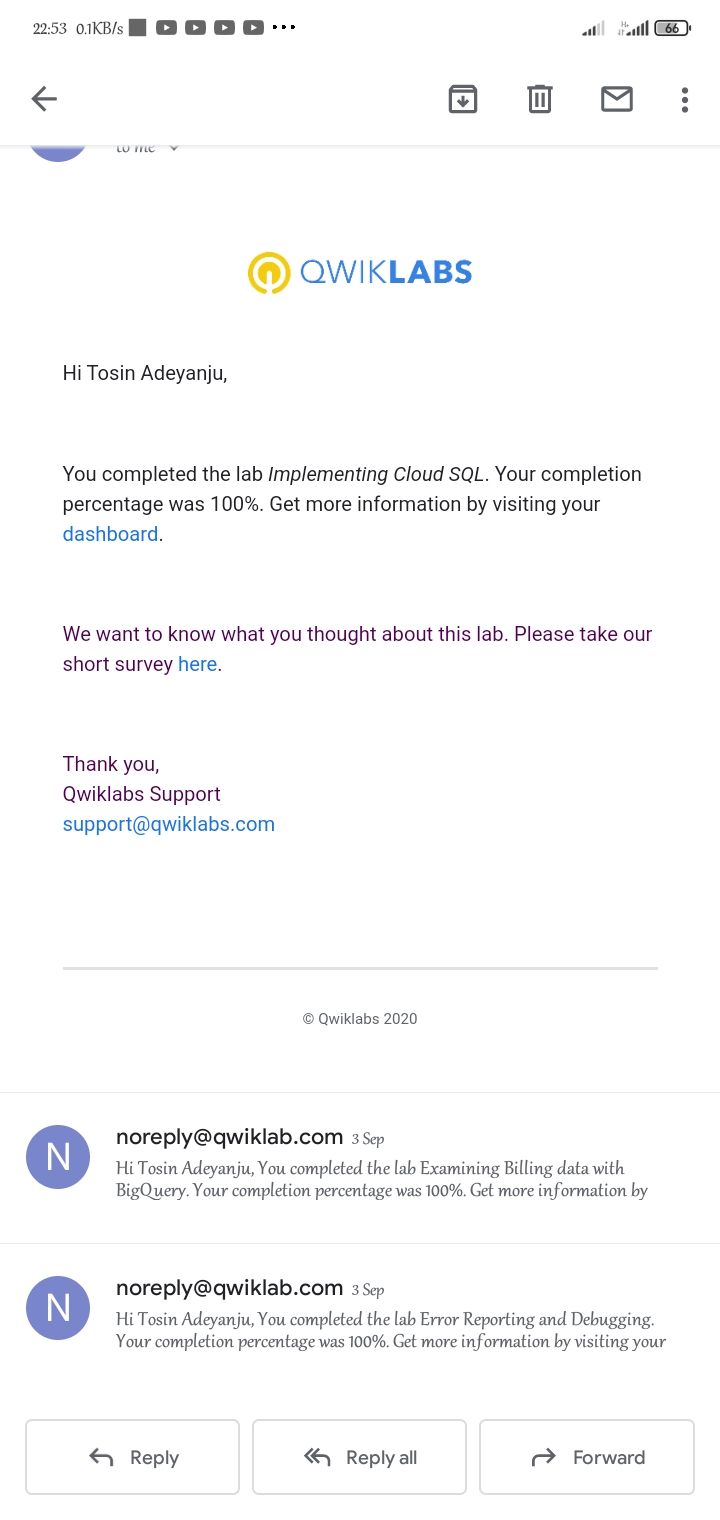 22:53 0.1KB/s
H+
66
to me
QWIKLABS
Hi Tosin Adeyanju,
You completed the lab Implementing Cloud SQL. Your completion
percentage was 100%. Get more information by visiting your
dashboard.
We want to know what you thought about this lab. Please take our
short survey here.
Thank you,
Qwiklabs Support
support@qwiklabs.com
© Qwiklabs 2020
N
noreply@qwiklab.com 3 Sep
Hi Tosin Adeyanju, You completed the lab Examining Billing data with
BigQuery. Your completion percentage was 100%. Get more information by
N
noreply@qwiklab.com 3 Sep
Hi Tosin Adeyanju, You completed the lab Error Reporting and Debugging.
Your completion percentage was 100%. Get more information by visiting your
Reply
Reply all
Forward